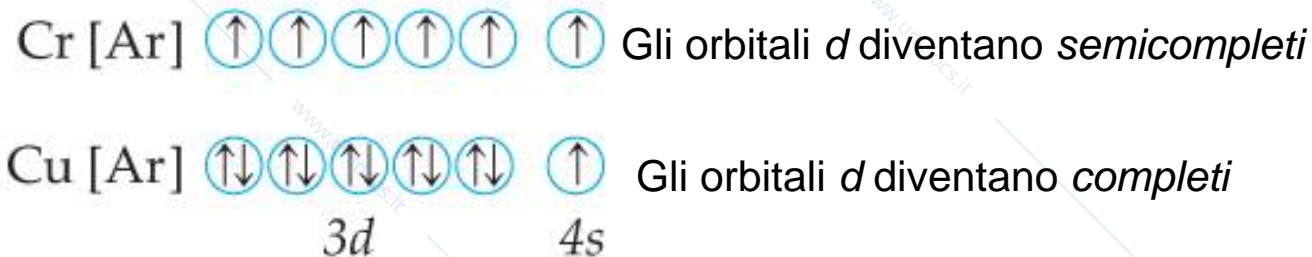 Cr [Ar] ↑ ↑ ↑ ↑ ↑ ↑ Gli orbitali d diventano semicompleti
Cu [Ar] ↑↓ ↑↓ ↑↓ ↑↓ ↑↓ ↑ Gli orbitali d diventano completi
3d 4s